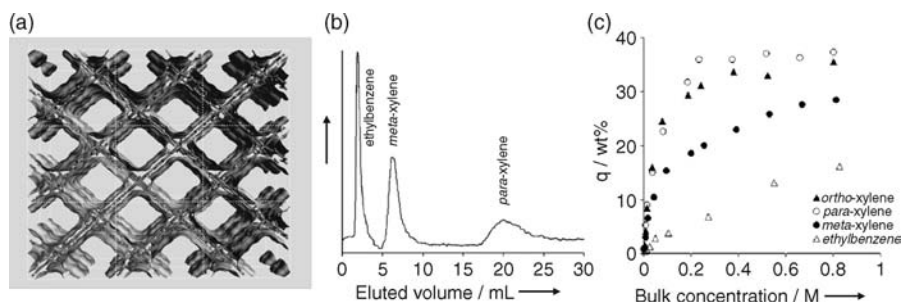 (a)
(b)
ethylbenzene
meta-xylene
para-xylene
0 5 10 15 20 25 30
Eluted volume / mL
(c)
q / wt%
40
30
20
10
0
ortho-xylene
para-xylene
meta-xylene
ethylbenzene
0 0.2 0.4 0.6 0.8 1
Bulk concentration / M